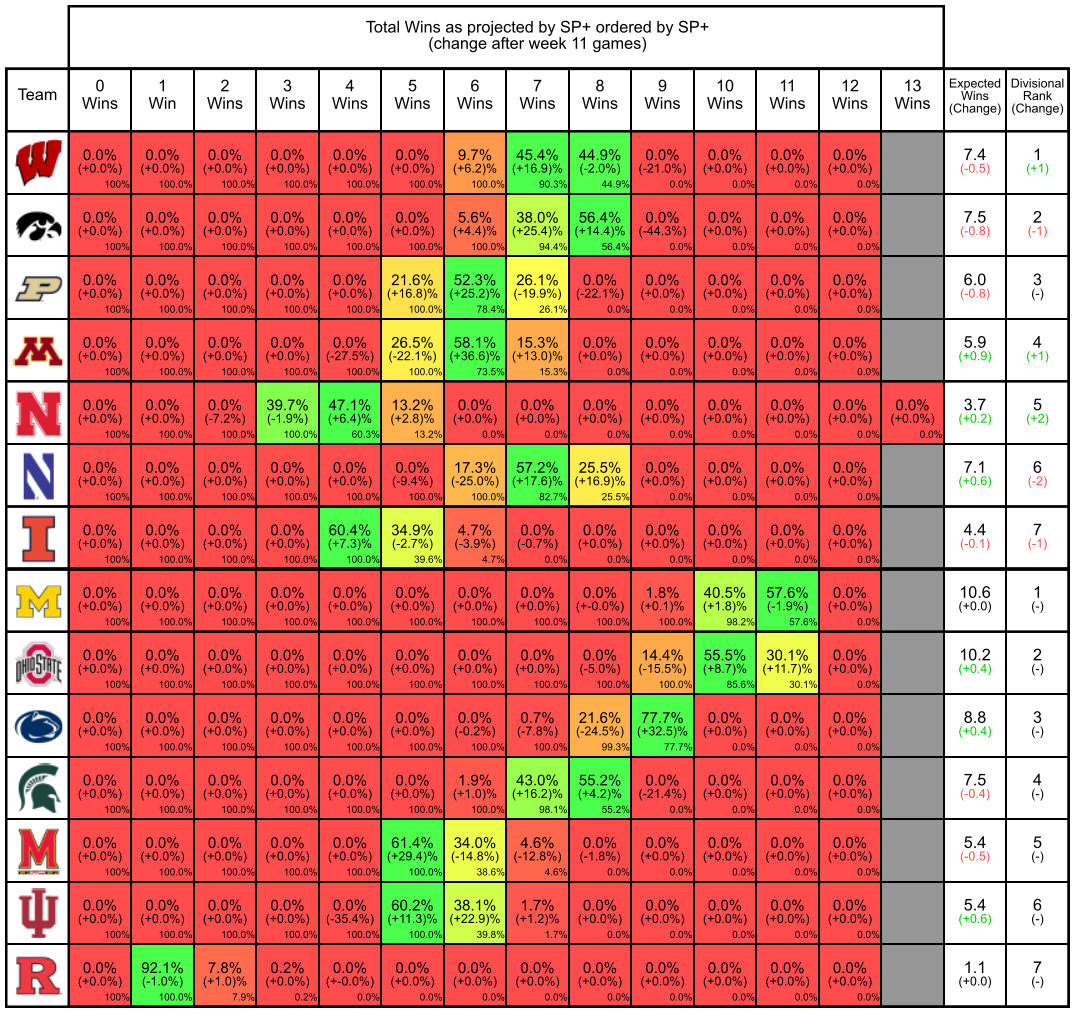 Total Wins as projected by SP+ ordered by SP+
(change after week 11 games)
Team 0 Wins 1 Win 2 Wins 3 Wins 4 Wins 5 Wins 6 Wins 7 Wins 8 Wins 9 Wins 10 Wins 11 Wins 12 Wins 13 Wins Expected Wins (Change) Divisional Rank (Change)
W
0.0% 0.0% 0.0% 0.0% 0.0% 0.0% 9.7% 45.4% 44.9% 0.0% 0.0% 0.0% 0.0% 7.4 1
(+0.0%) (+0.0%) (+0.0%) (+0.0%) (+0.0%) (+0.0%) (+6.2)% (+16.9)% (-2.0)% (-21.0%) (+0.0%) (+0.0%) (+0.0%) (-0.5) (+1)
100% 100.0% 100.0% 100.0% 100.0% 100.0% 100.0% 90.3% 44.9% 0.0% 0.0% 0.0% 0.0%
0.0% 0.0% 0.0% 0.0% 0.0% 0.0% 5.6% 38.0% 56.4% 0.0% 0.0% 0.0% 0.0% 7.5 2
(+0.0%) (+0.0%) (+0.0%) (+0.0%) (+0.0%) (+0.0%) (+4.4)% (+25.4)% (+14.4)% (-44.3%) (+0.0%) (+0.0%) (+0.0%) (-0.8) (-1)
100% 100.0% 100.0% 100.0% 100.0% 100.0% 100.0% 94.4% 56.4% 0.0% 0.0% 0.0% 0.0%
P
0.0% 0.0% 0.0% 0.0% 0.0% 21.6% 52.3% 26.1% 0.0% 0.0% 0.0% 0.0% 0.0% 6.0 3
(+0.0%) (+0.0%) (+0.0%) (+0.0%) (+0.0%) (+16.8)% (+25.2)% (-19.9)% (-22.1%) (+0.0%) (+0.0%) (+0.0%) (+0.0%) (-0.8) (-)
100% 100.0% 100.0% 100.0% 100.0% 100.0% 78.4% 26.1% 0.0% 0.0% 0.0% 0.0% 0.0%
M
0.0% 0.0% 0.0% 0.0% 0.0% 26.5% 58.1% 15.3% 0.0% 0.0% 0.0% 0.0% 0.0% 5.9 4
(+0.0%) (+0.0%) (+0.0%) (+0.0%) (-27.5%) (-22.1)% (+36.6)% (+13.0)% (+0.0%) (+0.0%) (+0.0%) (+0.0%) (+0.0%) (+0.9) (+1)
100% 100.0% 100.0% 100.0% 100.0% 100.0% 73.5% 15.3% 0.0% 0.0% 0.0% 0.0% 0.0%
N
0.0% 0.0% 0.0% 39.7% 47.1% 13.2% 0.0% 0.0% 0.0% 0.0% 0.0% 0.0% 0.0% 0.0% 3.7 5
(+0.0%) (+0.0%) (-7.2%) (-1.9)% (+6.4)% (+2.8)% (+0.0%) (+0.0%) (+0.0%) (+0.0%) (+0.0%) (+0.0%) (+0.0%) (+0.0%) (+0.2) (+2)
100% 100.0% 100.0% 100.0% 60.3% 13.2% 0.0% 0.0% 0.0% 0.0% 0.0% 0.0% 0.0% 0.0%
N
0.0% 0.0% 0.0% 0.0% 0.0% 0.0% 17.3% 57.2% 25.5% 0.0% 0.0% 0.0% 0.0% 7.1 6
(+0.0%) (+0.0%) (+0.0%) (+0.0%) (+0.0%) (-9.4%) (-25.0)% (+17.6)% (+16.9)% (+0.0%) (+0.0%) (+0.0%) (+0.0%) (+0.6) (-2)
100% 100.0% 100.0% 100.0% 100.0% 100.0% 100.0% 82.7% 25.5% 0.0% 0.0% 0.0% 0.0%
I
0.0% 0.0% 0.0% 0.0% 60.4% 34.9% 4.7% 0.0% 0.0% 0.0% 0.0% 0.0% 0.0% 4.4 7
(+0.0%) (+0.0%) (+0.0%) (+0.0%) (+7.3)% (-2.7)% (-3.9)% (-0.7%) (+0.0%) (+0.0%) (+0.0%) (+0.0%) (+0.0%) (-0.1) (-1)
100% 100.0% 100.0% 100.0% 100.0% 39.6% 4.7% 0.0% 0.0% 0.0% 0.0% 0.0% 0.0%
M
0.0% 0.0% 0.0% 0.0% 0.0% 0.0% 0.0% 0.0% 0.0% 1.8% 40.5% 57.6% 0.0% 10.6 1
(+0.0%) (+0.0%) (+0.0%) (+0.0%) (+0.0%) (+0.0%) (+0.0%) (+0.0%) (+-0.0%) (+0.1)% (+1.8)% (-1.9)% (+0.0%) (+0.0) (-)
100% 100.0% 100.0% 100.0% 100.0% 100.0% 100.0% 100.0% 100.0% 100.0% 98.2% 57.6% 0.0%
OHIO STATE
0.0% 0.0% 0.0% 0.0% 0.0% 0.0% 0.0% 0.0% 0.0% 14.4% 55.5% 30.1% 0.0% 10.2 2
(+0.0%) (+0.0%) (+0.0%) (+0.0%) (+0.0%) (+0.0%) (+0.0%) (+0.0%) (-5.0%) (-15.5)% (+8.7)% (+11.7)% (+0.0%) (+0.4) (-)
100% 100.0% 100.0% 100.0% 100.0% 100.0% 100.0% 100.0% 100.0% 100.0% 85.6% 30.1% 0.0%
0.0% 0.0% 0.0% 0.0% 0.0% 0.0% 0.0% 0.7% 21.6% 77.7% 0.0% 0.0% 0.0% 8.8 3
(+0.0%) (+0.0%) (+0.0%) (+0.0%) (+0.0%) (+0.0%) (-0.2%) (-7.8%) (-24.5)% (+32.5)% (+0.0%) (+0.0%) (+0.0%) (+0.4) (-)
100% 100.0% 100.0% 100.0% 100.0% 100.0% 100.0% 100.0% 99.3% 77.7% 0.0% 0.0% 0.0%
0.0% 0.0% 0.0% 0.0% 0.0% 0.0% 1.9% 43.0% 55.2% 0.0% 0.0% 0.0% 0.0% 7.5 4
(+0.0%) (+0.0%) (+0.0%) (+0.0%) (+0.0%) (+0.0%) (+1.0)% (+16.2)% (+4.2)% (-21.4%) (+0.0%) (+0.0%) (+0.0%) (-0.4) (-)
100% 100.0% 100.0% 100.0% 100.0% 100.0% 100.0% 98.1% 55.2% 0.0% 0.0% 0.0% 0.0%
M
0.0% 0.0% 0.0% 0.0% 0.0% 61.4% 34.0% 4.6% 0.0% 0.0% 0.0% 0.0% 0.0% 5.4 5
(+0.0%) (+0.0%) (+0.0%) (+0.0%) (+0.0%) (+29.4)% (-14.8)% (-12.8)% (-1.8%) (+0.0%) (+0.0%) (+0.0%) (+0.0%) (-0.5) (-)
100% 100.0% 100.0% 100.0% 100.0% 100.0% 38.6% 4.6% 0.0% 0.0% 0.0% 0.0% 0.0%
0.0% 0.0% 0.0% 0.0% 0.0% 60.2% 38.1% 1.7% 0.0% 0.0% 0.0% 0.0% 0.0% 5.4 6
(+0.0%) (+0.0%) (+0.0%) (+0.0%) (-35.4%) (+11.3)% (+22.9)% (+1.2)% (+0.0%) (+0.0%) (+0.0%) (+0.0%) (+0.0%) (+0.6) (-)
100% 100.0% 100.0% 100.0% 100.0% 100.0% 39.8% 1.7% 0.0% 0.0% 0.0% 0.0% 0.0%
R
0.0% 92.1% 7.8% 0.2% 0.0% 0.0% 0.0% 0.0% 0.0% 0.0% 0.0% 0.0% 0.0% 1.1 7
(+0.0%) (-1.0%) (+1.0)% (+0.0%) (+-0.0%) (+0.0%) (+0.0%) (+0.0%) (+0.0%) (+0.0%) (+0.0%) (+0.0%) (+0.0%) (+0.0) (-)
100% 100.0% 7.9% 0.2% 0.0% 0.0% 0.0% 0.0% 0.0% 0.0% 0.0% 0.0% 0.0%